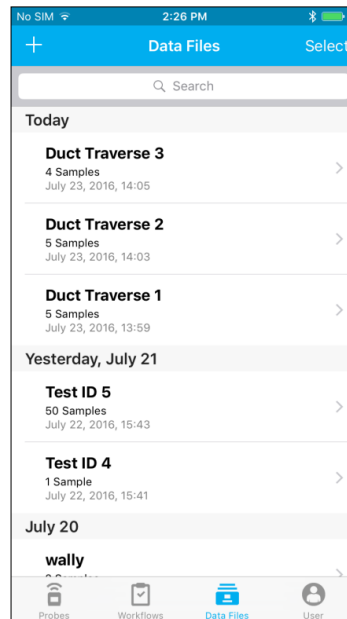 No SIM 2:26 PM
Data Files Select
Search
Today
Duct Traverse 3
4 Samples
July 23, 2016, 14:05
Duct Traverse 2
5 Samples
July 23, 2016, 14:03
Duct Traverse 1
5 Samples
July 23, 2016, 13:59
Yesterday, July 21
Test ID 5
50 Samples
July 22, 2016, 15:43
Test ID 4
1 Sample
July 22, 2016, 15:41
July 20
wally
Probes Workflows Data Files User